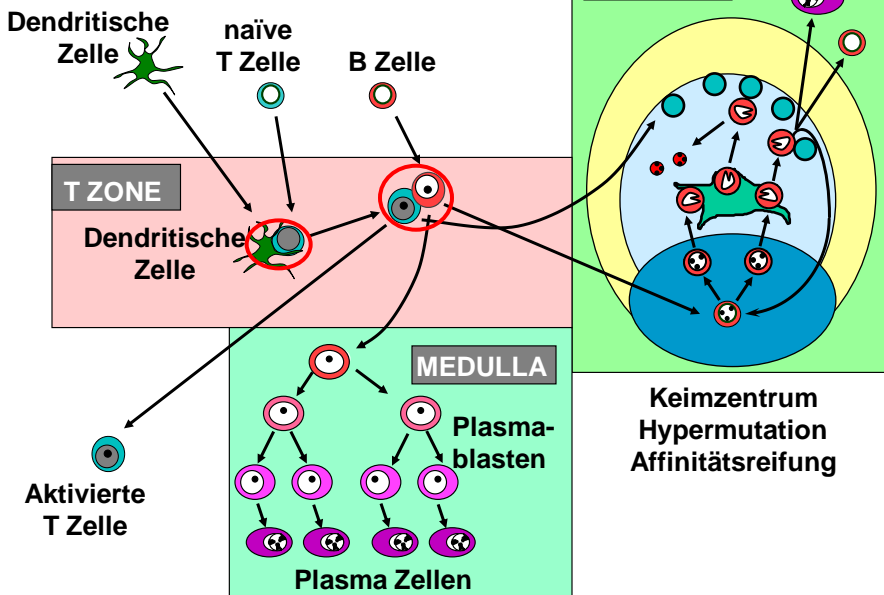 Dendritische
Zelle
naïve
T Zelle
B Zelle
T ZONE
Dendritische
Zelle
MEDULLA
Plasma-
blasten
Keimzentrum
Hypermutation
Affinitätsreifung
Aktivierte
T Zelle
Plasma Zellen